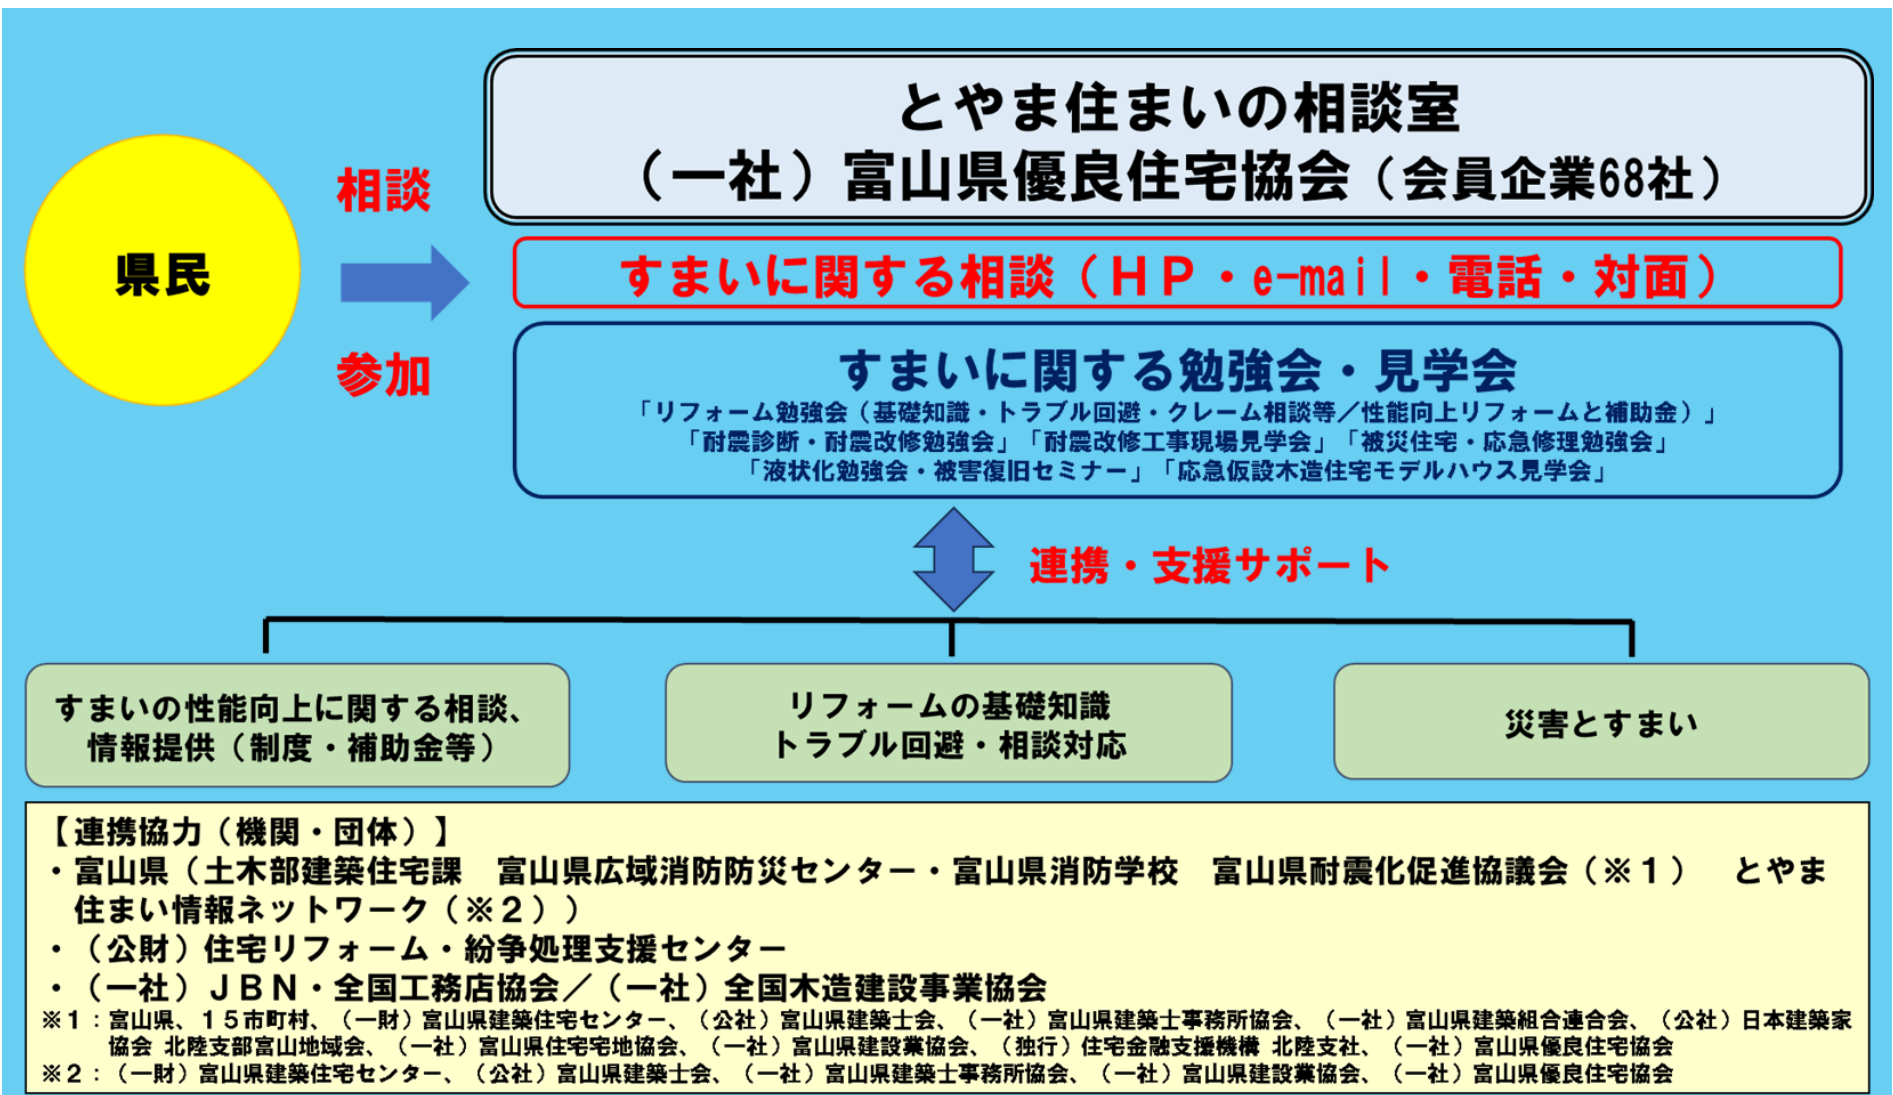 とやま住まいの相談室
（一社）富山県優良住宅協会（会員企業68社）
県民
相談
参加
すまいに関する相談（ＨＰ・e-mail・電話・対面）
すまいに関する勉強会・見学会
「リフォーム勉強会（基礎知識・トラブル回避・クレーム相談等／性能向上リフォームと補助金）」
「耐震診断・耐震改修勉強会」「耐震改修工事現場見学会」「被災住宅・応急修理勉強会」
「液状化勉強会・被害復旧セミナー」「応急仮設木造住宅モデルハウス見学会」
連携・支援サポート
すまいの性能向上に関する相談、
情報提供（制度・補助金等）
リフォームの基礎知識
トラブル回避・相談対応
災害とすまい
【連携協力（機関・団体）】
・富山県（土木部建築住宅課　富山県広域消防防災センター・富山県消防学校　富山県耐震化促進協議会（※１）　とやま
住まい情報ネットワーク（※２））
・（公財）住宅リフォーム・紛争処理支援センター
・（一社）ＪＢＮ・全国工務店協会／（一社）全国木造建設事業協会
※１：富山県、１５市町村、（一財）富山県建築住宅センター、（公社）富山県建築士会、（一社）富山県建築士事務所協会、（一社）富山県建築組合連合会、（公社）日本建築家
協会 北陸支部富山地域会、（一社）富山県住宅宅地協会、（一社）富山県建設業協会、（独行）住宅金融支援機構 北陸支社、（一社）富山県優良住宅協会
※２：（一財）富山県建築住宅センター、（公社）富山県建築士会、（一社）富山県建築士事務所協会、（一社）富山県建設業協会、（一社）富山県優良住宅協会